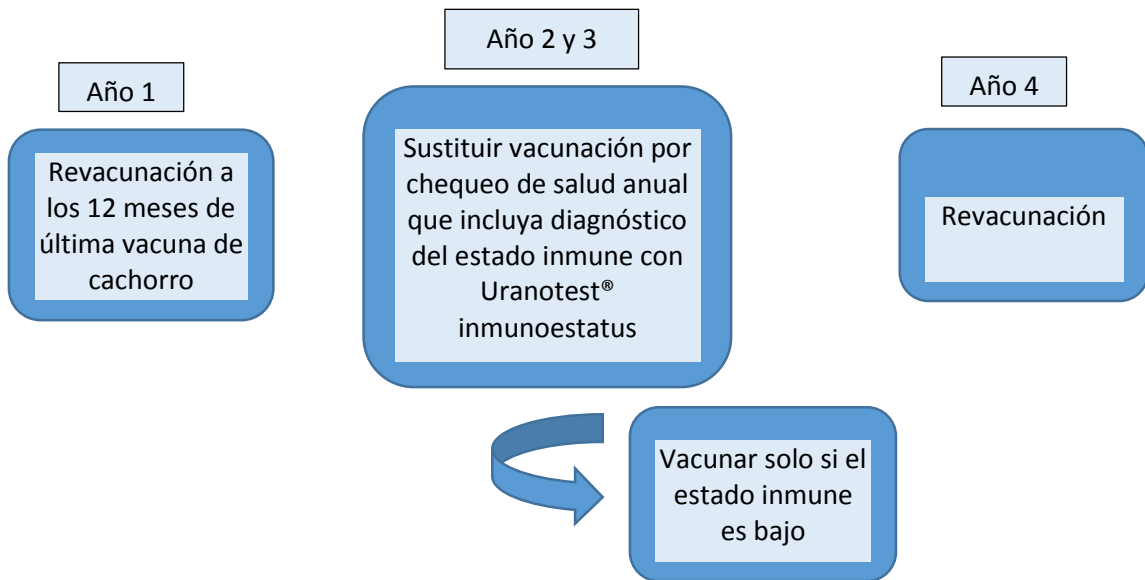 Año 1
Revacunación a
los 12 meses de
última vacuna de
cachorro
Año 2 y 3
Sustituir vacunación por
chequeo de salud anual
que incluya diagnóstico
del estado inmune con
Uranotest®
inmunoestatus
Vacunar solo si el
estado inmune
es bajo
Año 4
Revacunación